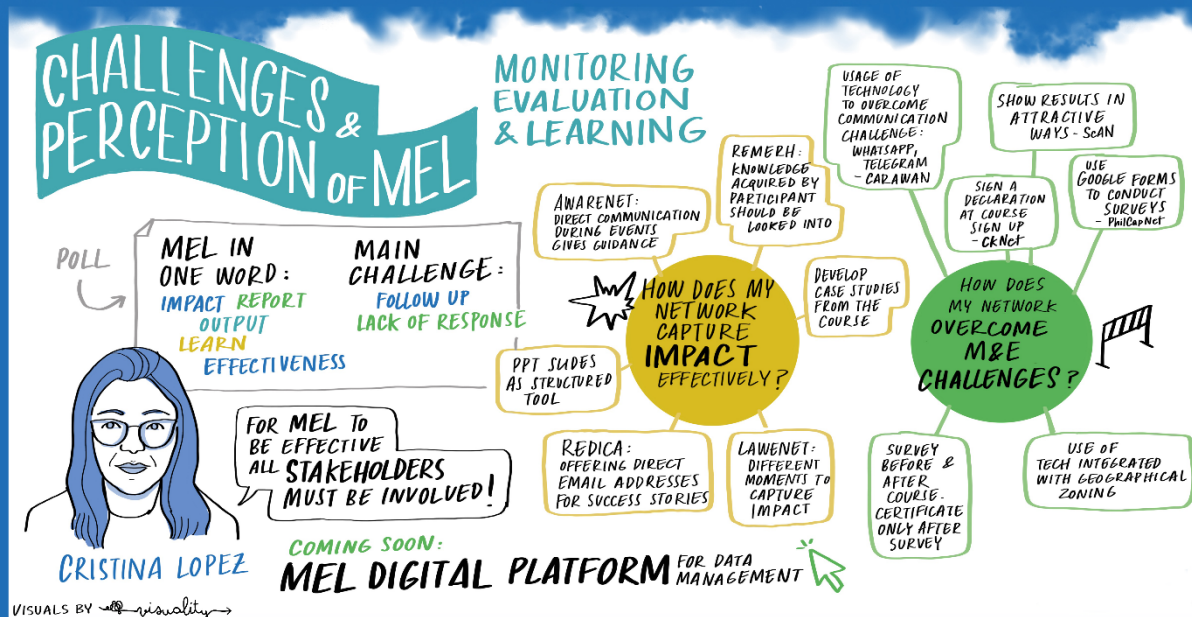 CHALLENGES &
PERCEPTION OF MEL
MONITORING
EVALUATION
& LEARNING
POLL
MEL IN
ONE WORD:
IMPACT REPORT
OUTPUT
LEARN
EFFECTIVENESS
MAIN
CHALLENGE:
FOLLOW UP
LACK OF RESPONSE
FOR MEL TO
BE EFFECTIVE
ALL STAKEHOLDERS
MUST BE INVOLVED!
CRISTINA LOPEZ
COMING SOON:
MEL DIGITAL PLATFORM FOR DATA
MANAGEMENT
VISUALS BY visuality
HOW DOES MY
NETWORK
CAPTURE
IMPACT
EFFECTIVELY?
AWARENET:
DIRECT COMMUNICATION
DURING EVENTS
GIVES GUIDANCE
REMERH:
KNOWLEDGE
ACQUIRED BY
PARTICIPANT
SHOULD BE
LOOKED INTO
DEVELOP
CASE STUDIES
FROM THE
COURSE
PPT SLIDES
AS STRUCTURED
TOOL
REDICA:
OFFERING DIRECT
EMAIL ADDRESSES
FOR SUCCESS STORIES
LAWENET:
DIFFERENT
MOMENTS TO
CAPTURE
IMPACT
HOW DOES
MY NETWORK
OVERCOME
M&E
CHALLENGES?
USAGE OF
TECHNOLOGY
TO OVERCOME
COMMUNICATION
CHALLENGE:
WHATSAPP,
TELEGRAM
- CARAWAN
SHOW RESULTS IN
ATTRACTIVE
WAYS - ScAN
SIGN A
DECLARATION
AT COURSE
SIGN UP
- CKNet
USE
GOOGLE FORMS
TO CONDUCT
SURVEYS
- PhilCapNet
SURVEY
BEFORE &
AFTER
COURSE.
CERTIFICATE
ONLY AFTER
SURVEY
USE OF
TECH INTEGRATED
WITH GEOGRAPHICAL
ZONING